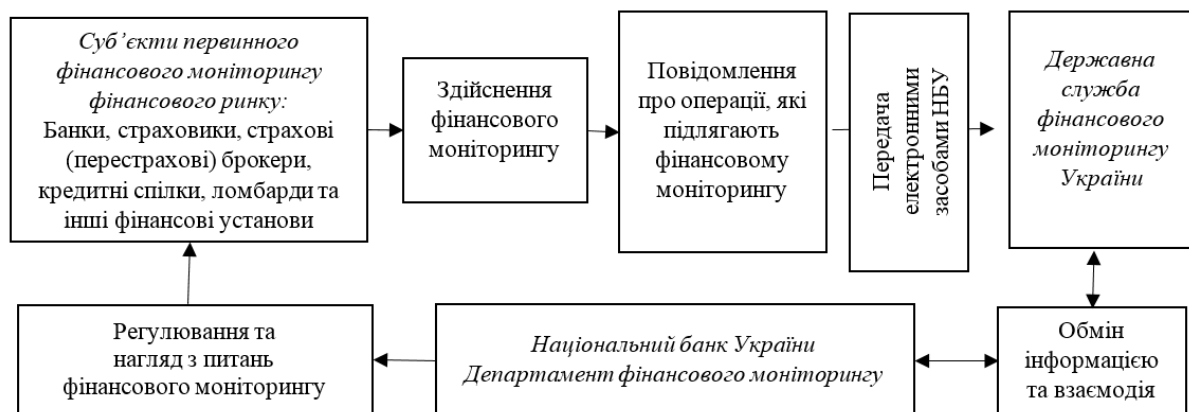 Суб’єкти первинного
фінансового моніторингу
фінансового ринку:
Банки, страховики, страхові
(перестрахові) брокери,
кредитні спілки, ломбарди та
інші фінансові установи
Здійснення
фінансового
моніторингу
Повідомлення
про операції, які
підлягають
фінансовому
моніторингу
Передача
електронними
засобами НБУ
Державна
служба
фінансового
моніторингу
України
Регулювання та
нагляд з питань
фінансового моніторингу
Національний банк України
Департамент фінансового моніторингу
Обмін
інформацією
та взаємодія